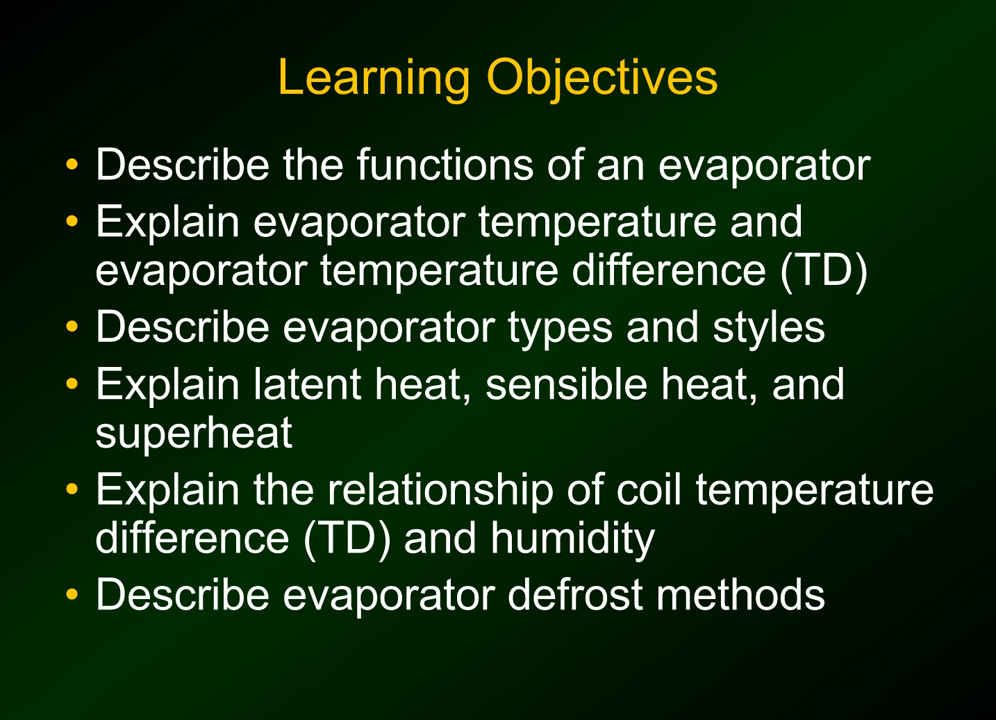 Learning Objectives
• Describe the functions of an evaporator
• Explain evaporator temperature and
evaporator temperature difference (TD)
• Describe evaporator types and styles
• Explain latent heat, sensible heat, and
superheat
• Explain the relationship of coil temperature
difference (TD) and humidity
• Describe evaporator defrost methods